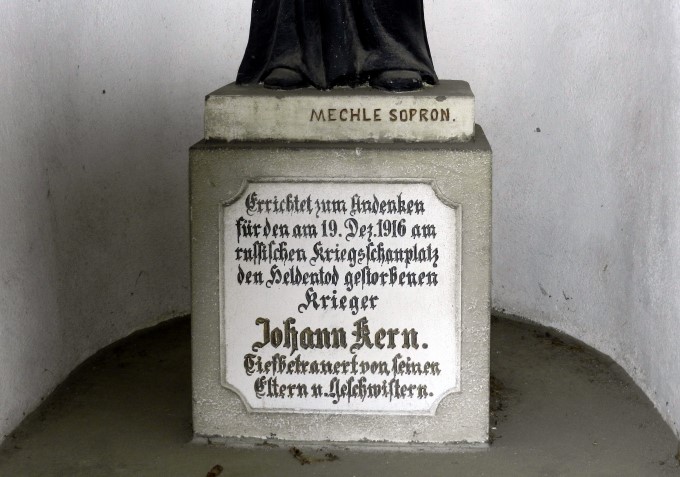 MECHLE SOPRON.
Errichtet zum Andenken
für den am 19. Dez. 1916 am
russischen Kriegsschauplatz
den Heldentod gestorbenen
Krieger
Johann Kern.
Tiefbetrauert von seinen
Eltern u. Geschwistern.